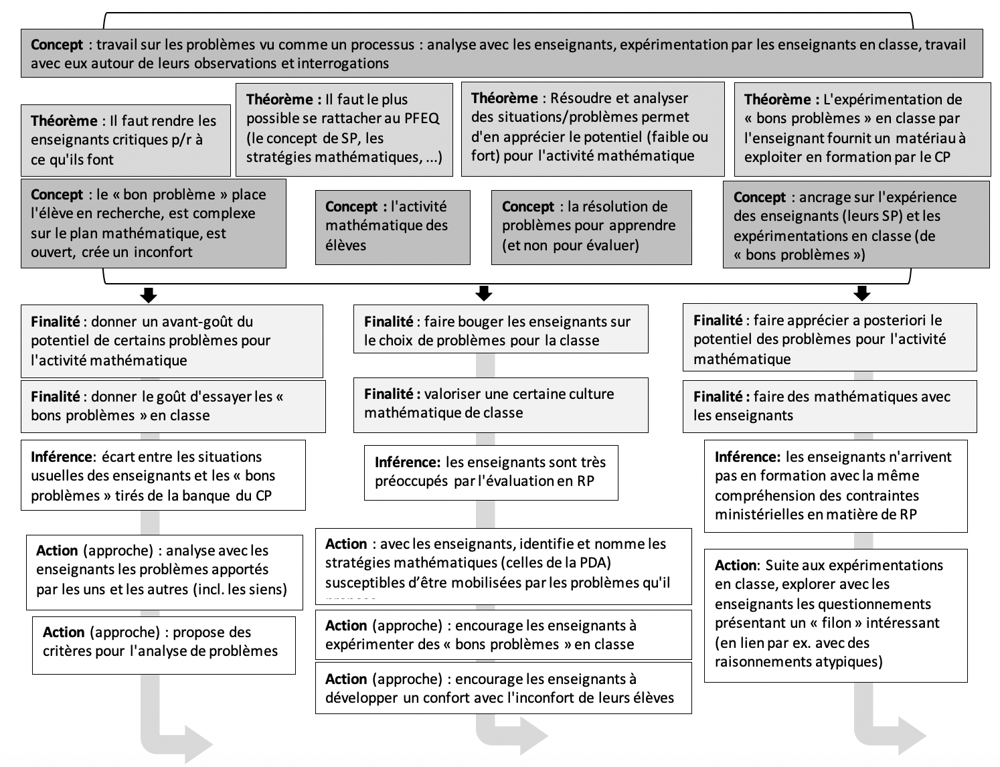 Concept : travail sur les problèmes vu comme un processus : analyse avec les enseignants, expérimentation par les enseignants en classe, travail
avec eux autour de leurs observations et interrogations
Théorème : Il faut rendre les
enseignants critiques p/r à
ce qu'ils font
Théorème : Il faut le plus
possible se rattacher au PFEQ
(le concept de SP, les
stratégies mathématiques, ...)
Théorème : Résoudre et analyser
des situations/problèmes permet
d'en apprécier le potentiel (faible ou
fort) pour l'activité mathématique
Théorème : L'expérimentation de
« bons problèmes » en classe par
l'enseignant fournit un matériau à
exploiter en formation par le CP
Concept : le « bon problème » place
l'élève en recherche, est complexe
sur le plan mathématique, est
ouvert, crée un inconfort
Concept : l'activité
mathématique des
élèves
Concept : la résolution de
problèmes pour apprendre
(et non pour évaluer)
Concept : ancrage sur l'expérience
des enseignants (leurs SP) et les
expérimentations en classe (de
« bons problèmes »)
Finalité : donner un avant-goût du
potentiel de certains problèmes pour
l'activité mathématique
Finalité : donner le goût d'essayer les «
bons problèmes » en classe
Inférence: écart entre les situations
usuelles des enseignants et les « bons
problèmes » tirés de la banque du CP
Action (approche) : analyse avec les
enseignants les problèmes apportés
par les uns et les autres (incl. les siens)
Action (approche) : propose des
critères pour l'analyse de problèmes
Finalité : faire bouger les enseignants sur
le choix de problèmes pour la classe
Finalité : valoriser une certaine culture
mathématique de classe
Inférence: les enseignants sont très
préoccupés par l'évaluation en RP
Action : avec les enseignants, identifie et nomme les
stratégies mathématiques (celles de la PDA)
susceptibles d’être mobilisées par les problèmes qu'il
Action (approche) : encourage les enseignants à
expérimenter des « bons problèmes » en classe
Action (approche) : encourage les enseignants à
développer un confort avec l'inconfort de leurs élèves
Finalité : faire apprécier a posteriori le
potentiel des problèmes pour l'activité
mathématique
Finalité : faire des mathématiques avec
les enseignants
Inférence: les enseignants n'arrivent
pas en formation avec la même
compréhension des contraintes
ministérielles en matière de RP
Action: Suite aux expérimentations
en classe, explorer avec les
enseignants les questionnements
présentant un « filon » intéressant
(en lien par ex. avec des
raisonnements atypiques)